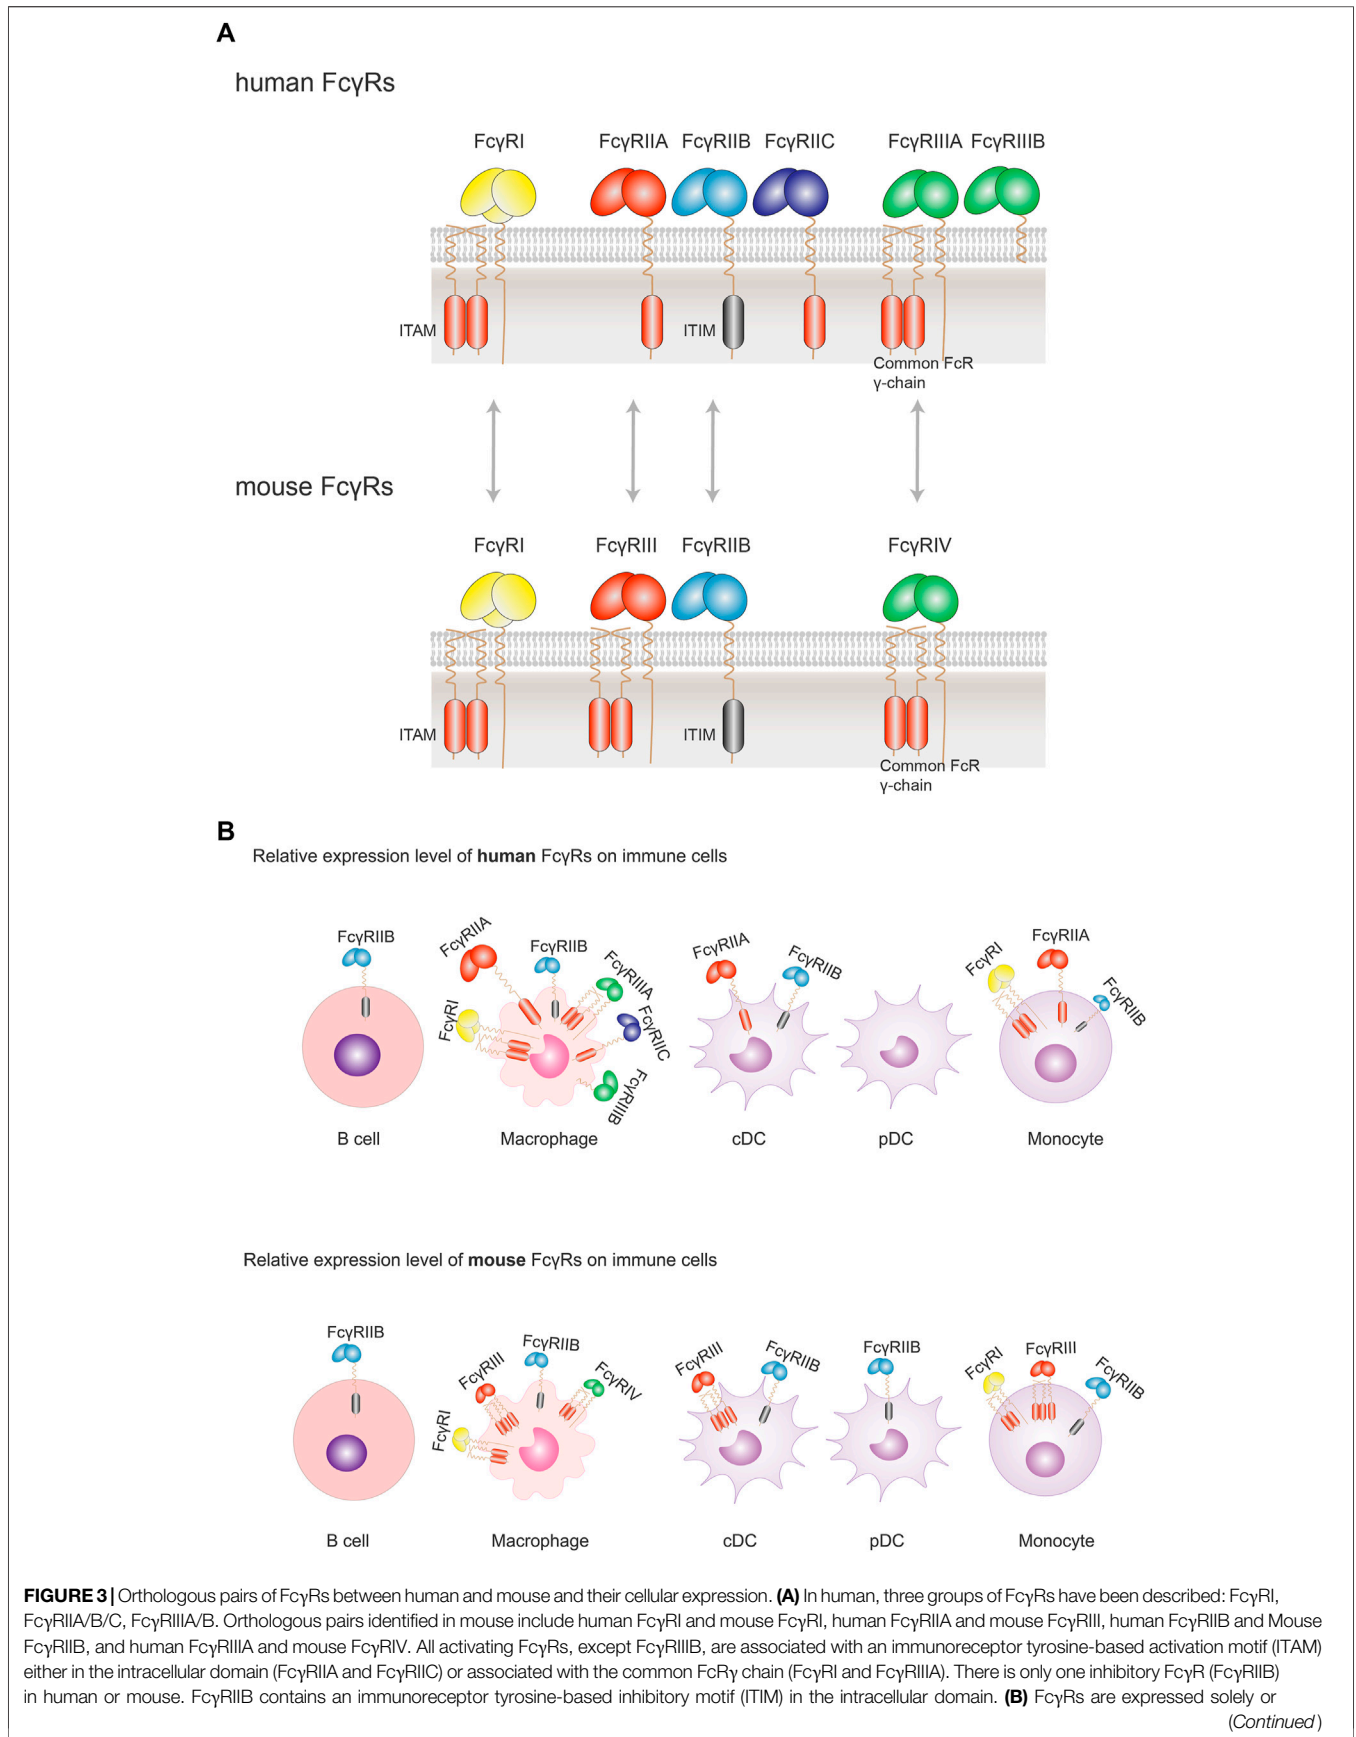 A
human FcγRs
FcγRI
FcγRIIA FcγRIIB FcγRIIC
FcγRIIIA FcγRIIIB
ITAM
ITIM
Common FcR
γ-chain
mouse FcγRs
FcγRI
FcγRIII
FcγRIIB
FcγRIV
ITAM
ITIM
Common FcR
γ-chain
B
Relative expression level of human FcγRs on immune cells
FcγRIIB
FcγRI
FcγRIIA
FcγRIIB
FcγRIIIA
FcγRIIC
FcγRIIIB
FcγRIIA
FcγRIIB
FcγRI
FcγRIIA
FcγRIIB
B cell
Macrophage
cDC
pDC
Monocyte
Relative expression level of mouse FcγRs on immune cells
FcγRIIB
FcγRI
FcγRIII
FcγRIIB
FcγRIV
FcγRIII
FcγRIIB
FcγRIIB
FcγRI
FcγRIII
FcγRIIB
B cell
Macrophage
cDC
pDC
Monocyte
FIGURE 3 | Orthologous pairs of FcγRs between human and mouse and their cellular expression. (A) In human, three groups of FcγRs have been described: FcγRI,
FcγRIIA/B/C, FcγRIIIA/B. Orthologous pairs identified in mouse include human FcγRI and mouse FcγRI, human FcγRIIA and mouse FcγRIII, human FcγRIIB and Mouse
FcγRIIB, and human FcγRIIIA and mouse FcγRIV. All activating FcγRs, except FcγRIIIB, are associated with an immunoreceptor tyrosine-based activation motif (ITAM)
either in the intracellular domain (FcγRIIA and FcγRIIC) or associated with the common FcRγ chain (FcγRI and FcγRIIIA). There is only one inhibitory FcγR (FcγRIIB)
in human or mouse. FcγRIIB contains an immunoreceptor tyrosine-based inhibitory motif (ITIM) in the intracellular domain. (B) FcγRs are expressed solely or
(Continued)